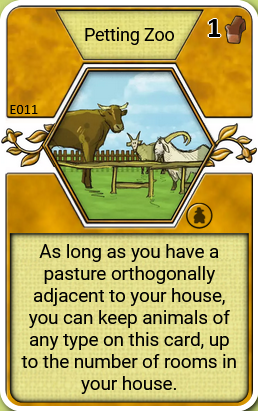 Petting Zoo
1
E011
As long as you have a
pasture orthogonally
adjacent to your house,
you can keep animals of
any type on this card, up
to the number of rooms in
your house.